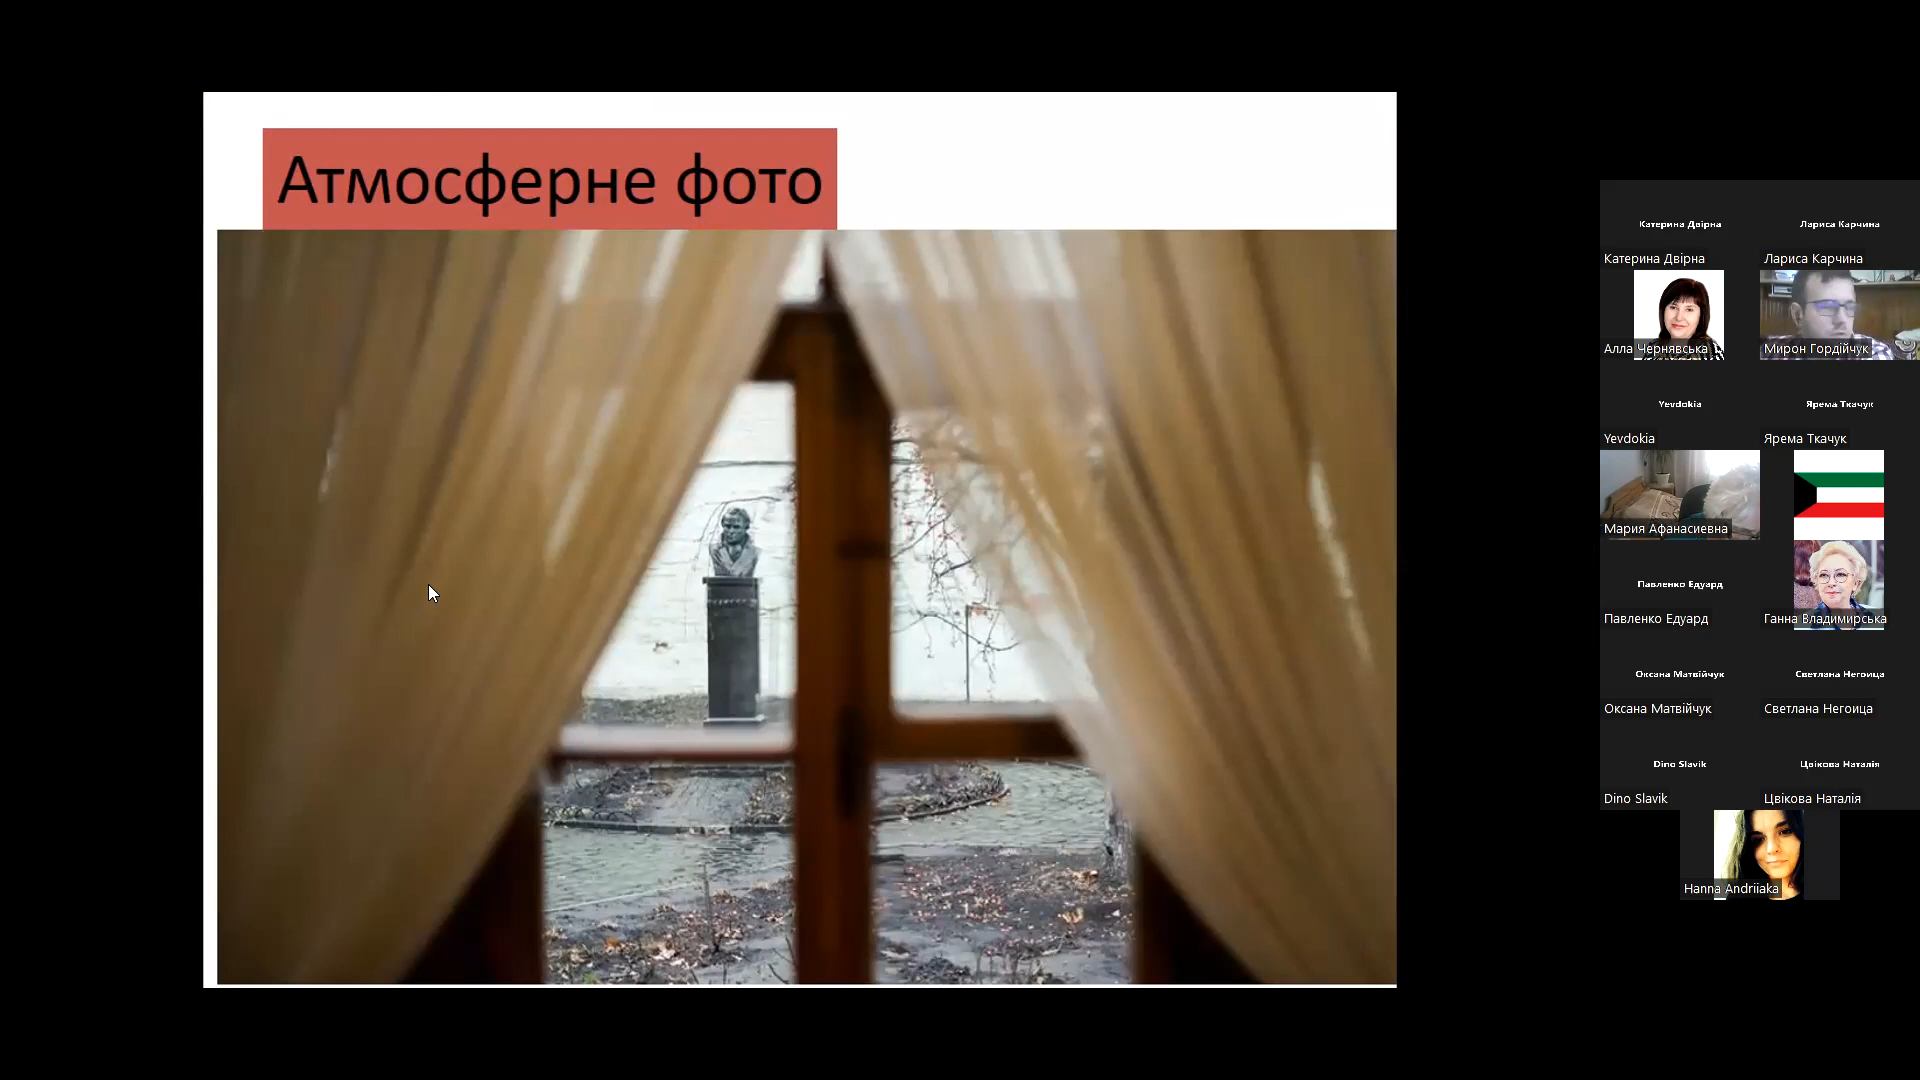 Атмосферне фото
Катерина Двірна
Лариса Карчина
Катерина Двірна
Лариса Карчина
Алла Чернявська
Мирон Гордійчук
Yevdokia
Ярема Ткачук
Yevdokia
Ярема Ткачук
Мария Афанасиевна
Павленко Едуард
Павленко Едуард
Ганна Владимирська
Оксана Матвійчук
Светлана Негоица
Оксана Матвійчук
Светлана Негоица
Dino Slavik
Цвікова Наталія
Dino Slavik
Цвікова Наталія
Hanna Andriiaka